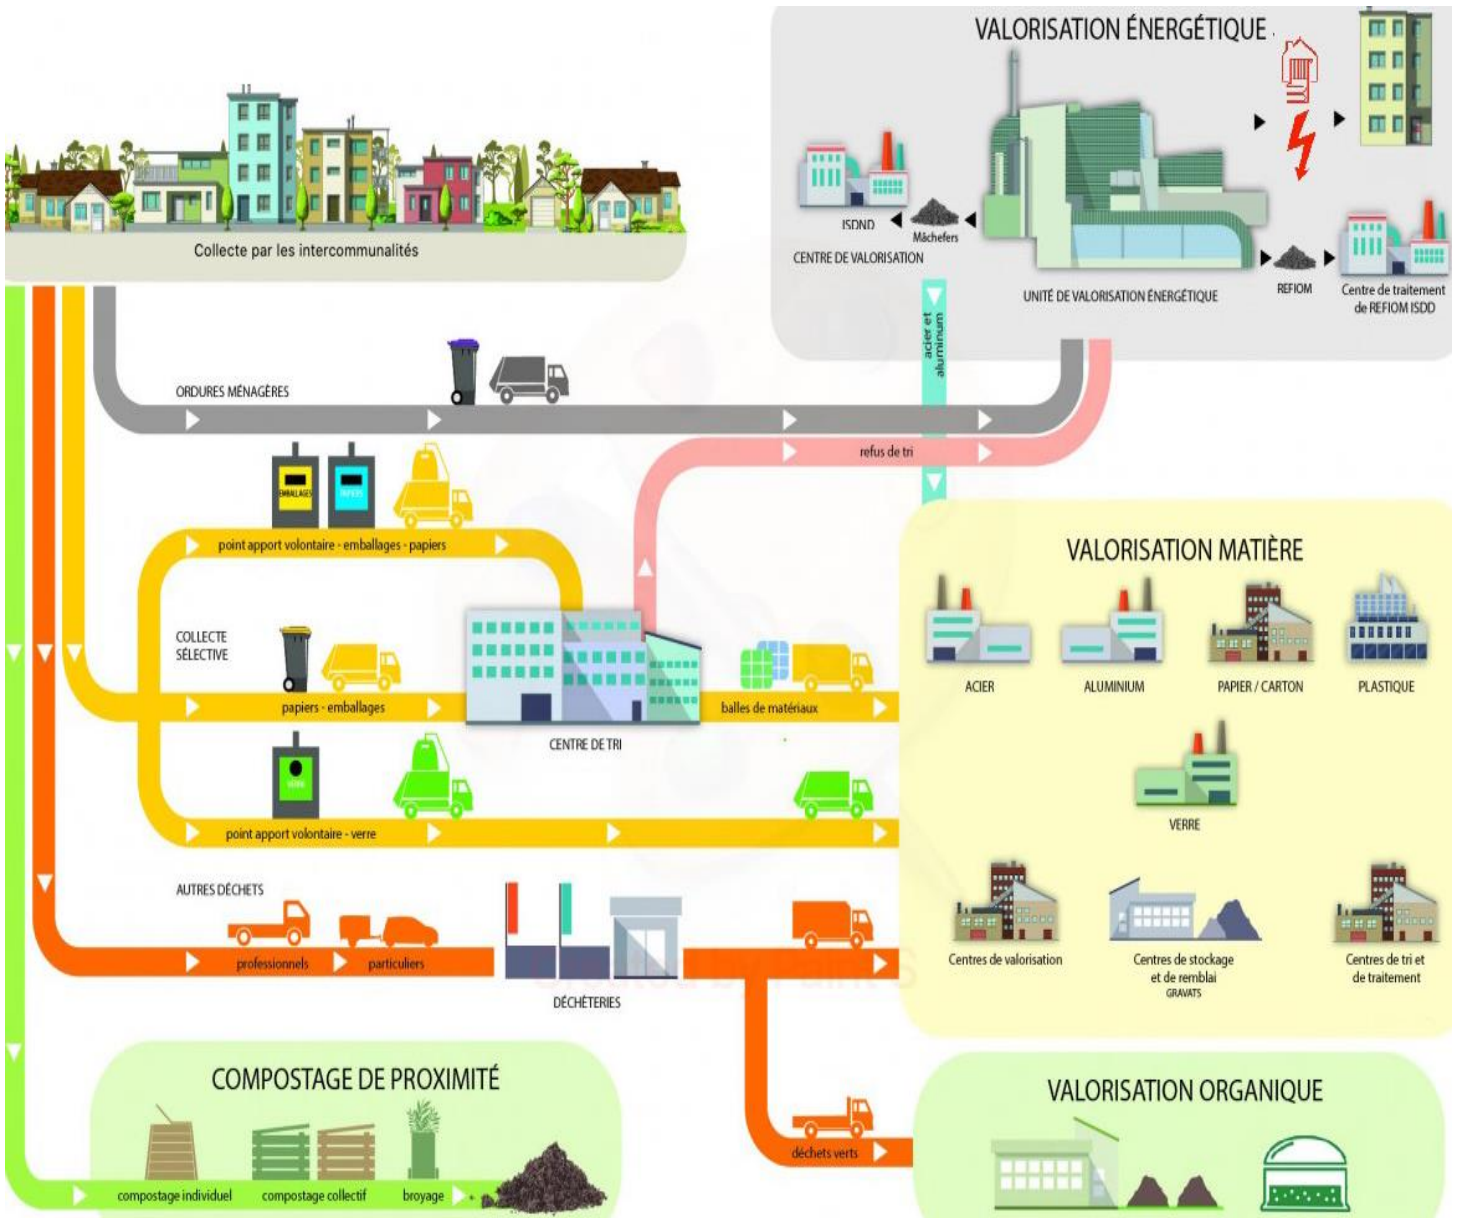 VALORISATION ÉNERGÉTIQUE
Collecte par les intercommunalités
ISDND
Mâchefers
CENTRE DE VALORISATION
UNITÉ DE VALORISATION ÉNERGÉTIQUE
REFIOM
Centre de traitement
de REFIOM ISDD
acier et
aluminum
ORDURES MÉNAGÈRES
refus de tri
EMBALLAGES
PAPIERS
point apport volontaire - emballages - papiers
VALORISATION MATIÈRE
COLLECTE
SÉLECTIVE
papiers - emballages
CENTRE DE TRI
balles de matériaux
ACIER
ALUMINIUM
PAPIER / CARTON
PLASTIQUE
VERRE
point apport volontaire - verre
VERRE
AUTRES DÉCHETS
professionnels
particuliers
DÉCHÈTERIES
Centres de valorisation
Centres de stockage
et de remblai
GRAVATS
Centres de tri et
de traitement
COMPOSTAGE DE PROXIMITÉ
compostage individuel
compostage collectif
broyage
déchets verts
VALORISATION ORGANIQUE